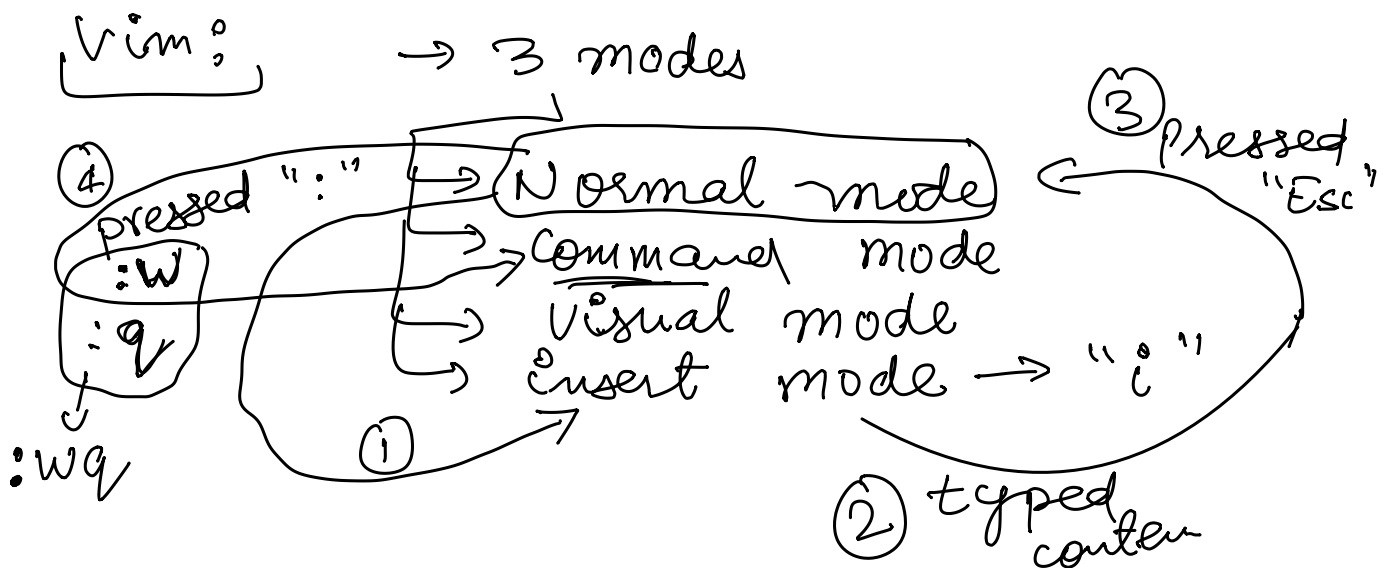 Vim:
→ 3 modes
③ pressed
"Esc"
④ pressed ":"
Normal mode
Command mode
:w
:q
Visual mode
insert mode → "i"
:wq
①
② typed